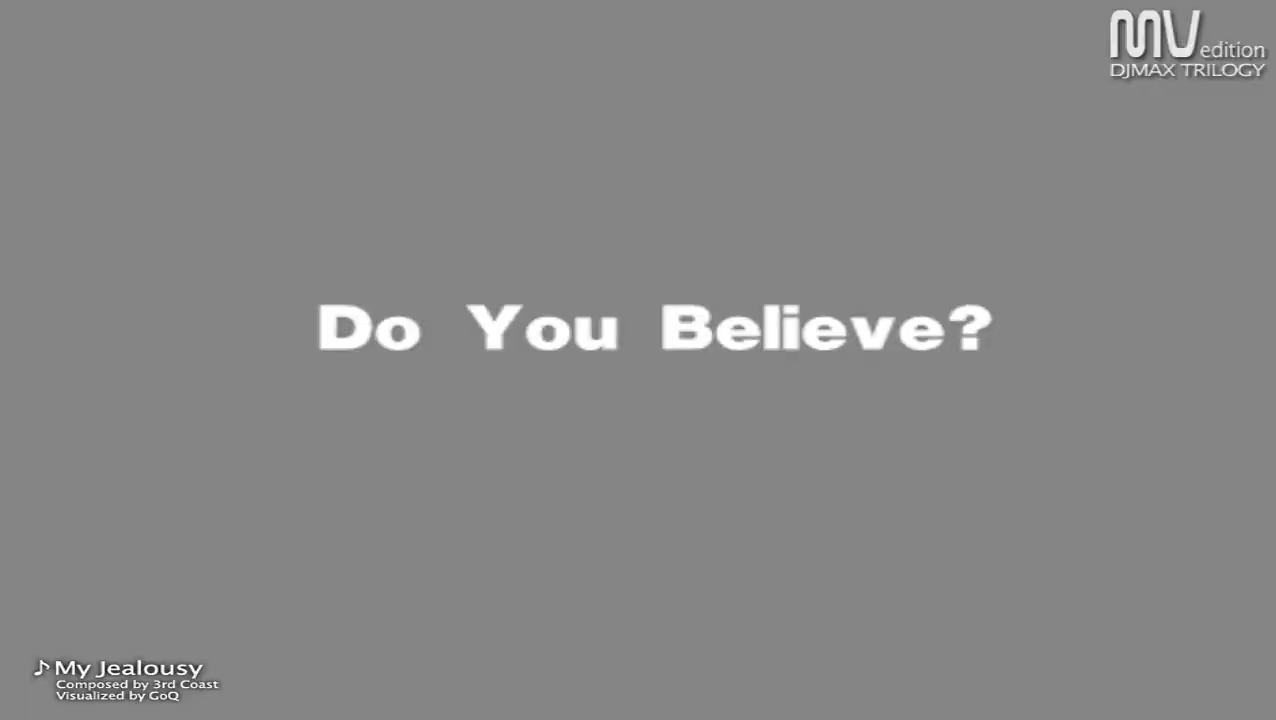 MV edition
DJMAX TRILOGY
Do You Believe?
♪My Jealousy
Composed by 3rd Coast
Visualized by GoQ